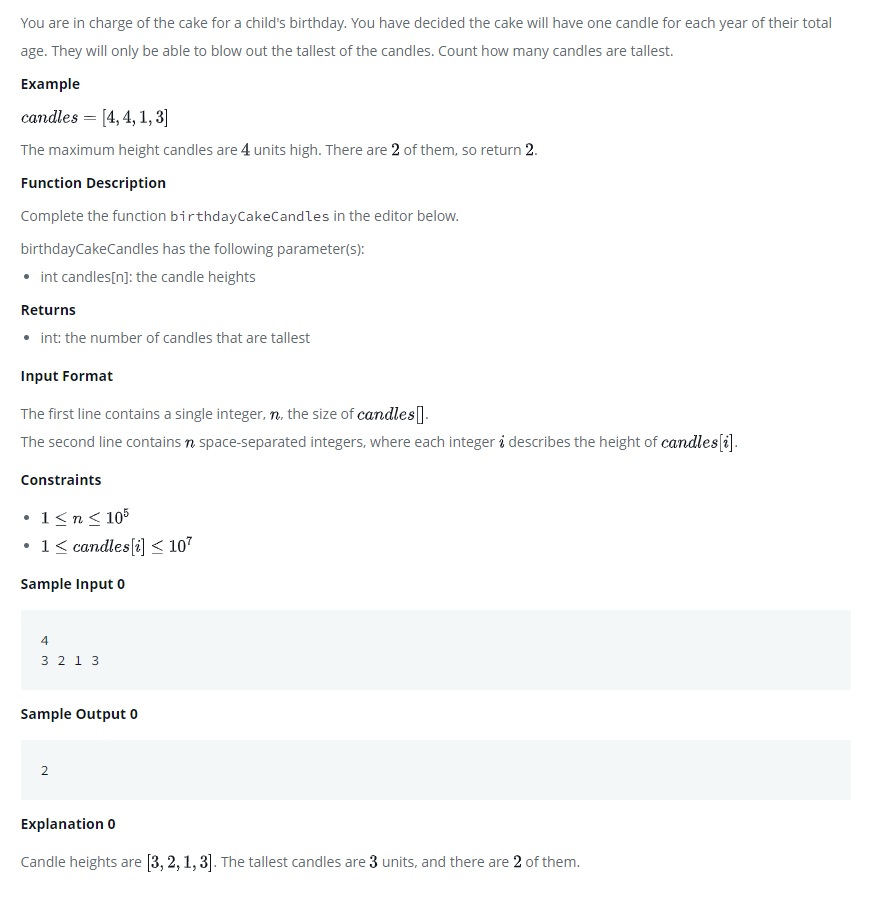 You are in charge of the cake for a child's birthday. You have decided the cake will have one candle for each year of their total
age. They will only be able to blow out the tallest of the candles. Count how many candles are tallest.
Example
candles = [4, 4, 1, 3]
The maximum height candles are 4 units high. There are 2 of them, so return 2.
Function Description
Complete the function birthdayCakeCandles in the editor below.
birthdayCakeCandles has the following parameter(s):
• int candles[n]: the candle heights
Returns
• int: the number of candles that are tallest
Input Format
The first line contains a single integer, n, the size of candles[].
The second line contains n space-separated integers, where each integer i describes the height of candles[i].
Constraints
• 1 ≤ n ≤ 10⁵
• 1 ≤ candles[i] ≤ 10⁷
Sample Input 0
4
3 2 1 3
Sample Output 0
2
Explanation 0
Candle heights are [3, 2, 1, 3]. The tallest candles are 3 units, and there are 2 of them.